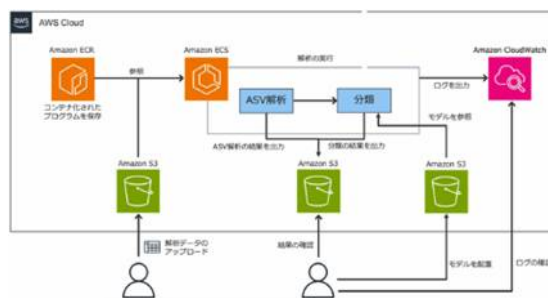 aws
AWS Cloud
Amazon ECR
Amazon ECS
Amazon CloudWatch
解析の実行
参照
ログを出力
ASV解析
分類
コンテナ化された
プログラムを保存
モデルを参照
ASV解析の結果を出力
分類の結果を出力
Amazon S3
Amazon S3
Amazon S3
解析データの
アップロード
結果の確認
モデルを配置
ログの確認